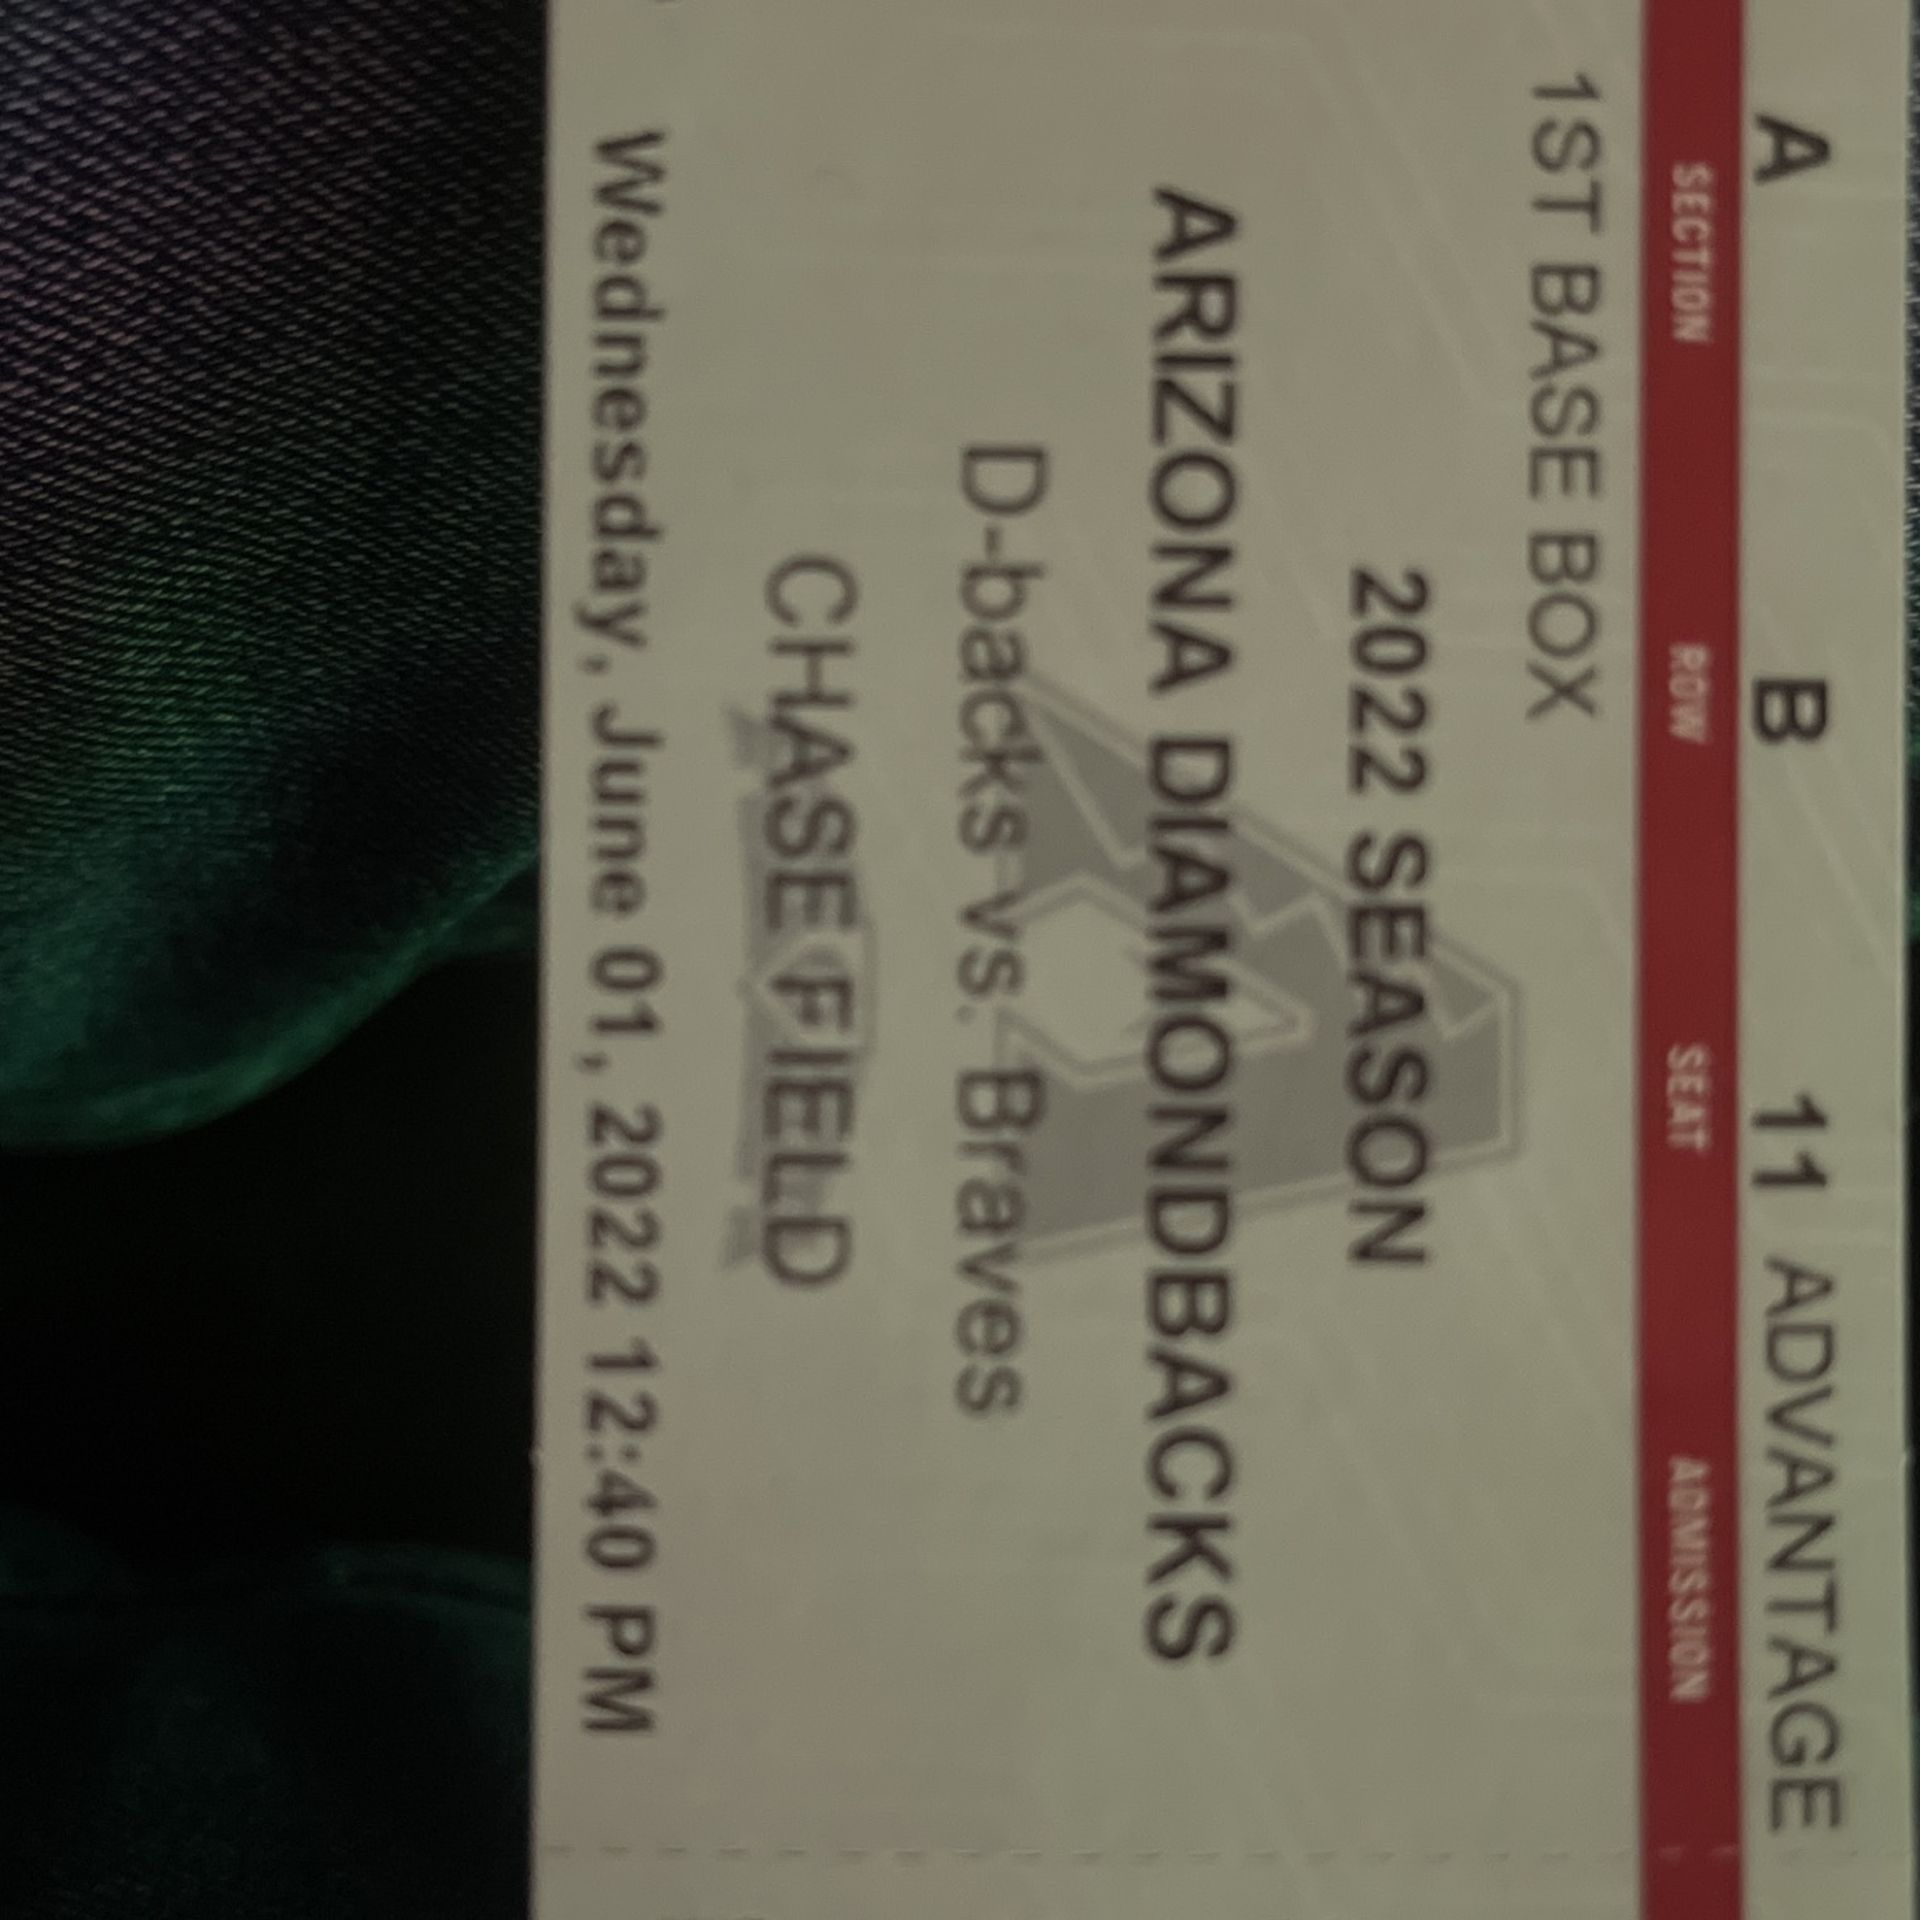 A B 11 ADVANTAGE
SECTION ROW SEAT ADMISSION
1ST BASE BOX
2022 SEASON
ARIZONA DIAMONDBACKS
D-backs vs. Braves
CHASE FIELD
Wednesday, June 01, 2022 12:40 PM